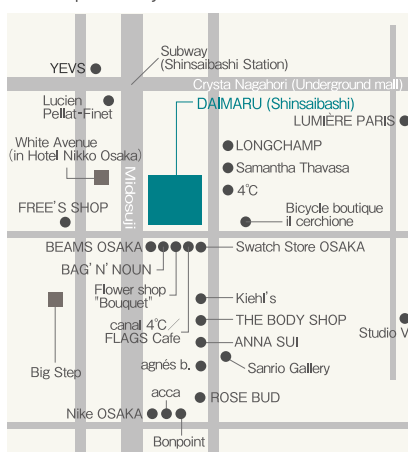 Subway
(Shinsaibashi Station)
YEVS
Crysta Nagahori (Underground mall)
Lucien
Pellat-Finet
DAIMARU (Shinsaibashi)
LUMIÈRE PARIS
White Avenue
(in Hotel Nikko Osaka)
LONGCHAMP
Samantha Thavasa
4℃
Midosuji
FREE'S SHOP
Bicycle boutique
il cerchione
BEAMS OSAKA
Swatch Store OSAKA
BAG' N' NOUN
Flower shop
"Bouquet"
Kiehl's
canal 4℃/
FLAGS Cafe
THE BODY SHOP
Studio V
ANNA SUI
Big Step
agnés b.
Sanrio Gallery
acca
ROSE BUD
Nike OSAKA
Bonpoint